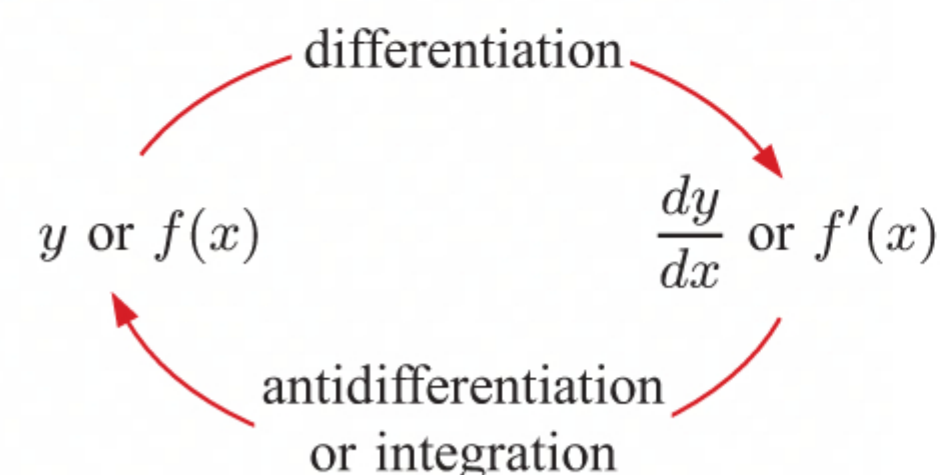 differentiation
y or f(x)
dy/dx or f′(x)
antidifferentiation
or integration